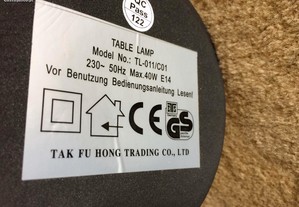 QC
Pass
122
TABLE LAMP
Model No.: TL-011/C01
230~ 50Hz Max.40W E14
Vor Benutzung Bedienungsanleitung Lesen!
CE
GS
TAK FU HONG TRADING CO., LTD